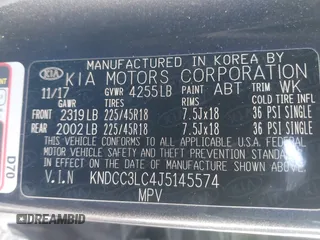 MANUFACTURED IN KOREA BY
KIA KIA MOTORS CORPORATION
11/17 GVWR 4255LB PAINT ABT TRIM WK
GAWR TIRES RIMS COLD TIRE INFL
FRONT 2319LB 225/45R18 7.5Jx18 36 PSI SINGLE
REAR 2002LB 225/45R18 7.5Jx18 36 PSI SINGLE
THIS VEHICLE CONFORMS TO ALL APPLICABLE FEDERAL
MOTOR VEHICLE SAFETY, BUMPER, AND THEFT PREVENTION
STANDARDS IN EFFECT ON THE DATE OF MANUFACTURE SHOWN
ABOVE.
U.S.A.
V.I.N KNDCC3LC4J5145574
MPV
D70
DREAMBID